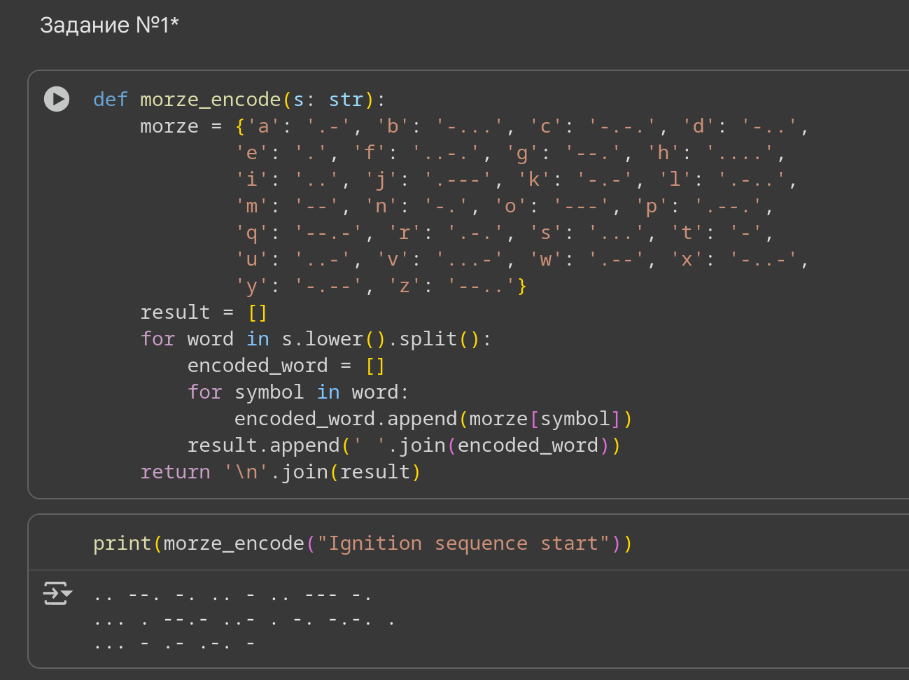 Задание №1*
def morze_encode(s: str):
    morze = {'a': '.-', 'b': '-...', 'c': '-.-.', 'd': '-..',
            'e': '.', 'f': '..-.', 'g': '--.', 'h': '....',
            'i': '..', 'j': '.---', 'k': '-.-', 'l': '.-..',
            'm': '--', 'n': '-.', 'o': '---', 'p': '.--.',
            'q': '--.-', 'r': '.-.', 's': '...', 't': '-',
            'u': '..-', 'v': '...-', 'w': '.--', 'x': '-..-',
            'y': '-.--', 'z': '--..'}
    result = []
    for word in s.lower().split():
        encoded_word = []
        for symbol in word:
            encoded_word.append(morze[symbol])
        result.append(' '.join(encoded_word))
    return '\n'.join(result)
print(morze_encode("Ignition sequence start"))
.. --. -. .. - .. --- -.
... . --.- ..- . -. -.-. .
... - .- .-. -